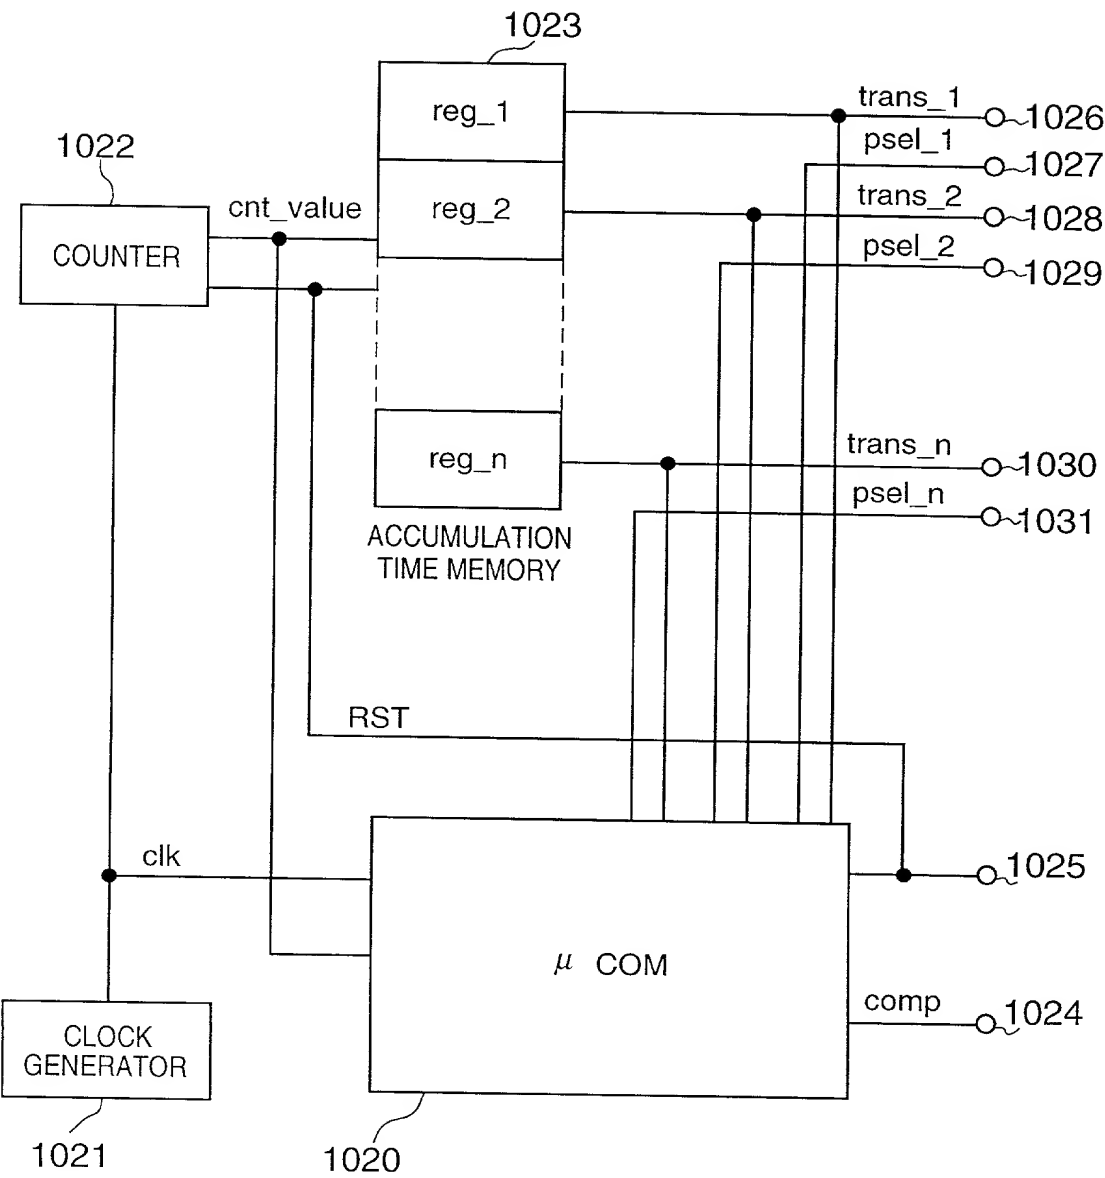 1023
reg_1
trans_1
1026
1022
psel_1
1027
cnt_value
reg_2
trans_2
1028
COUNTER
psel_2
1029
reg_n
trans_n
1030
psel_n
1031
ACCUMULATION
TIME MEMORY
RST
clk
1025
μ COM
comp
1024
CLOCK
GENERATOR
1021
1020